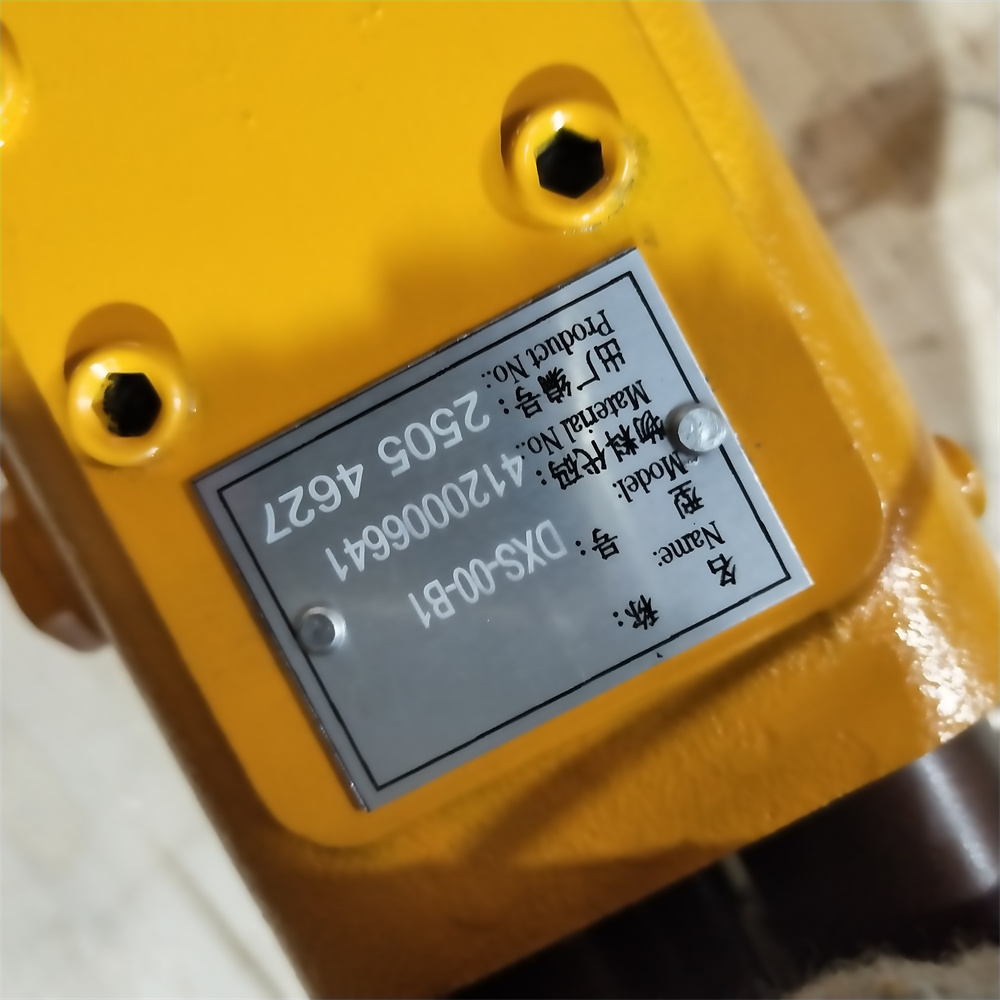 名 称：
Name:
型 号： DXS-00-B1
Model:
物料代码： 4120006641
Material No.:
出厂编号： 2505 4627
Product No.: